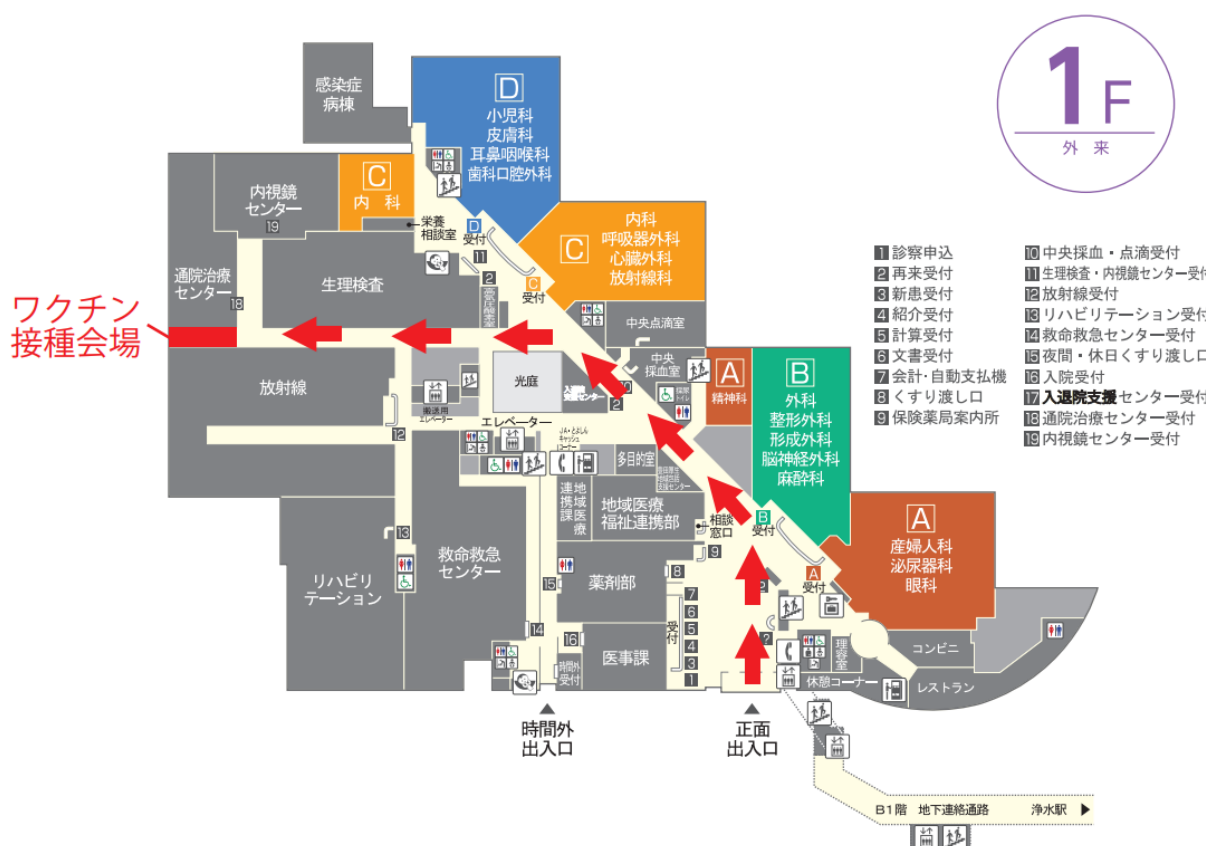 1F
外来
感染症
病棟
D
小児科
皮膚科
耳鼻咽喉科
歯科口腔外科
内視鏡
センター
19
C
内科
栄養
相談室
D
受付
11
C
内科
呼吸器外科
心臓外科
放射線科
通院治療
センター
18
生理検査
2
C
受付
中央点滴室
ワクチン
接種会場
放射線
光庭
中央
採血室
10
2
A
精神科
B
外科
整形外科
形成外科
脳神経外科
麻酔科
搬送用
エレベーター
エレベーター
12
JA・とよしん
キャッシュ
コーナー
多目的室
地域医療
連携課
地域医療
福祉連携部
相談
窓口
B
受付
A
産婦人科
泌尿器科
眼科
13
リハビリ
テーション
救命救急
センター
9
15
薬剤部
8
7
6
5
4
3
1
受付
A
受付
2
?
14
16
医事課
時間外
受付
理容室
コンビニ
休憩コーナー
レストラン
時間外
出入口
正面
出入口
B1階 地下連絡通路 浄水駅
1 診察申込
2 再来受付
3 新患受付
4 紹介受付
5 計算受付
6 文書受付
7 会計・自動支払機
8 くすり渡し口
9 保険薬局案内所
10 中央採血・点滴受付
11 生理検査・内視鏡センター受付
12 放射線受付
13 リハビリテーション受付
14 救命救急センター受付
15 夜間・休日くすり渡し口
16 入院受付
17 入退院支援センター受付
18 通院治療センター受付
19 内視鏡センター受付